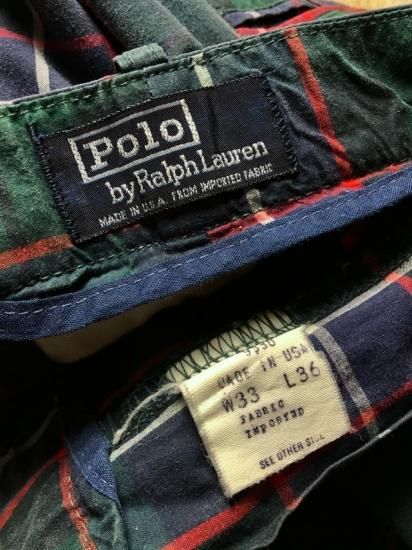 Polo
by Ralph Lauren
MADE IN U.S.A. FROM IMPORTED FABRIC
MADE IN USA
W33 L36
FABRIC
IMPORTED
SEE OTHER SIDE